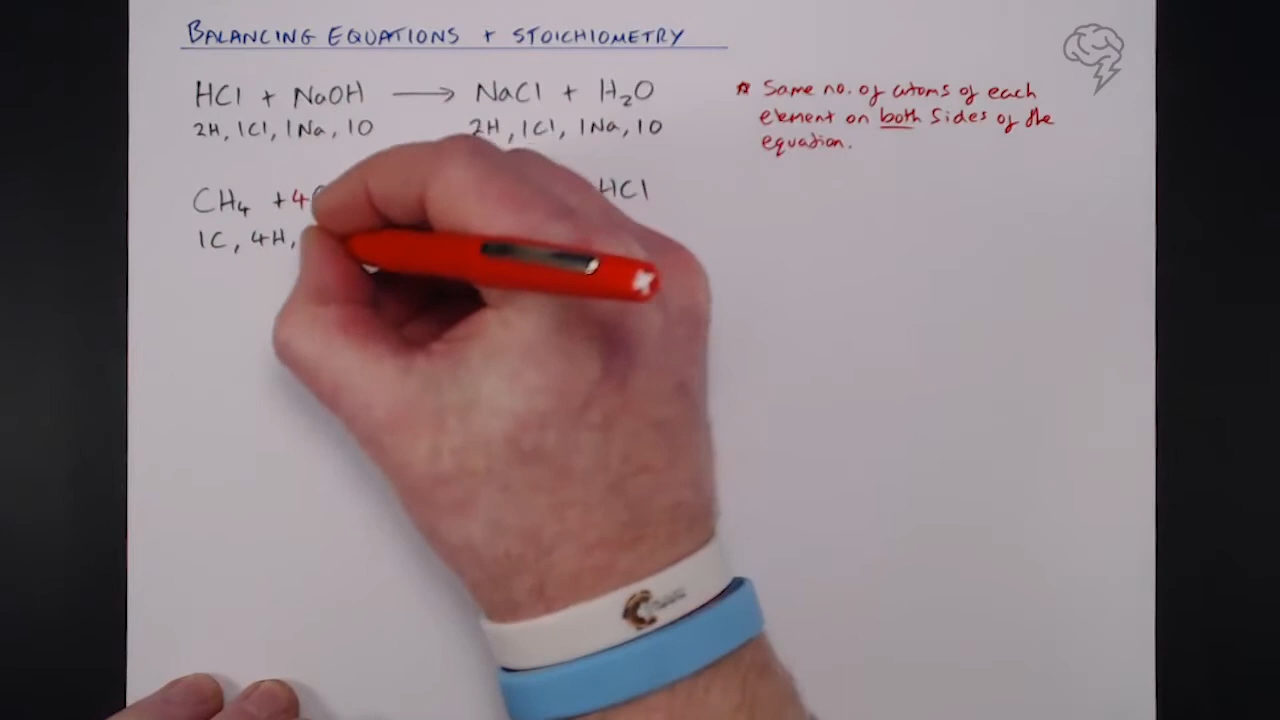 BALANCING EQUATIONS + STOICHIOMETRY
HCl + NaOH → NaCl + H₂O
2H, 1Cl, 1Na, 1O 2H, 1Cl, 1Na, 1O
* Same no. of atoms of each
element on both sides of the
equation.
CH₄ + 4 HCl
1C, 4H,